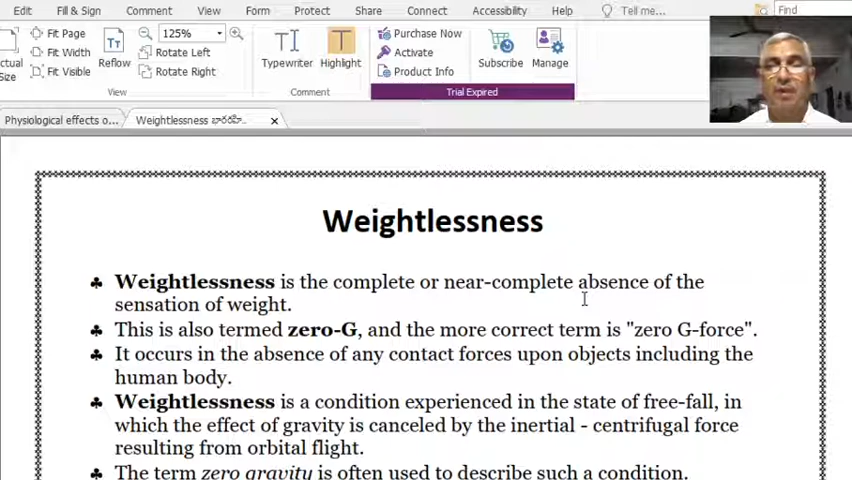 Edit Fill & Sign Comment View Form Protect Share Connect Accessibility Help Tell me... Find
Actual Size
Fit Page
Fit Width
Fit Visible
Reflow
125%
Rotate Left
Rotate Right
View
Typewriter
Highlight
Comment
Purchase Now
Activate
Product Info
Subscribe
Manage
Trial Expired
Physiological effects o... Weightlessness భారరహి... ×
Weightlessness
♣ Weightlessness is the complete or near-complete absence of the
sensation of weight.
♣ This is also termed zero-G, and the more correct term is "zero G-force".
♣ It occurs in the absence of any contact forces upon objects including the
human body.
♣ Weightlessness is a condition experienced in the state of free-fall, in
which the effect of gravity is canceled by the inertial - centrifugal force
resulting from orbital flight.
♣ The term zero gravity is often used to describe such a condition.